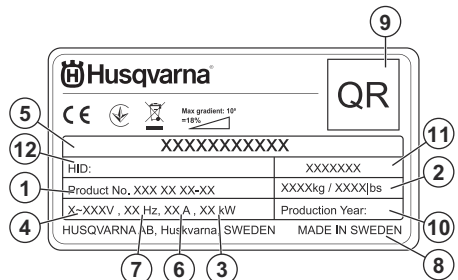 9
Husqvarna
QR
CE
Max gradient: 10°
=18%
5
XXXXXXXXXXX
11
12
HID:
XXXXXXX
2
1
Product No. XXX XX XX-XX
XXXXkg / XXXX|bs
4
X~XXXV , XX Hz, XX A , XX kW
Production Year:
10
HUSQVARNA AB, Huskvarna, SWEDEN
MADE IN SWEDEN
7
6
3
8